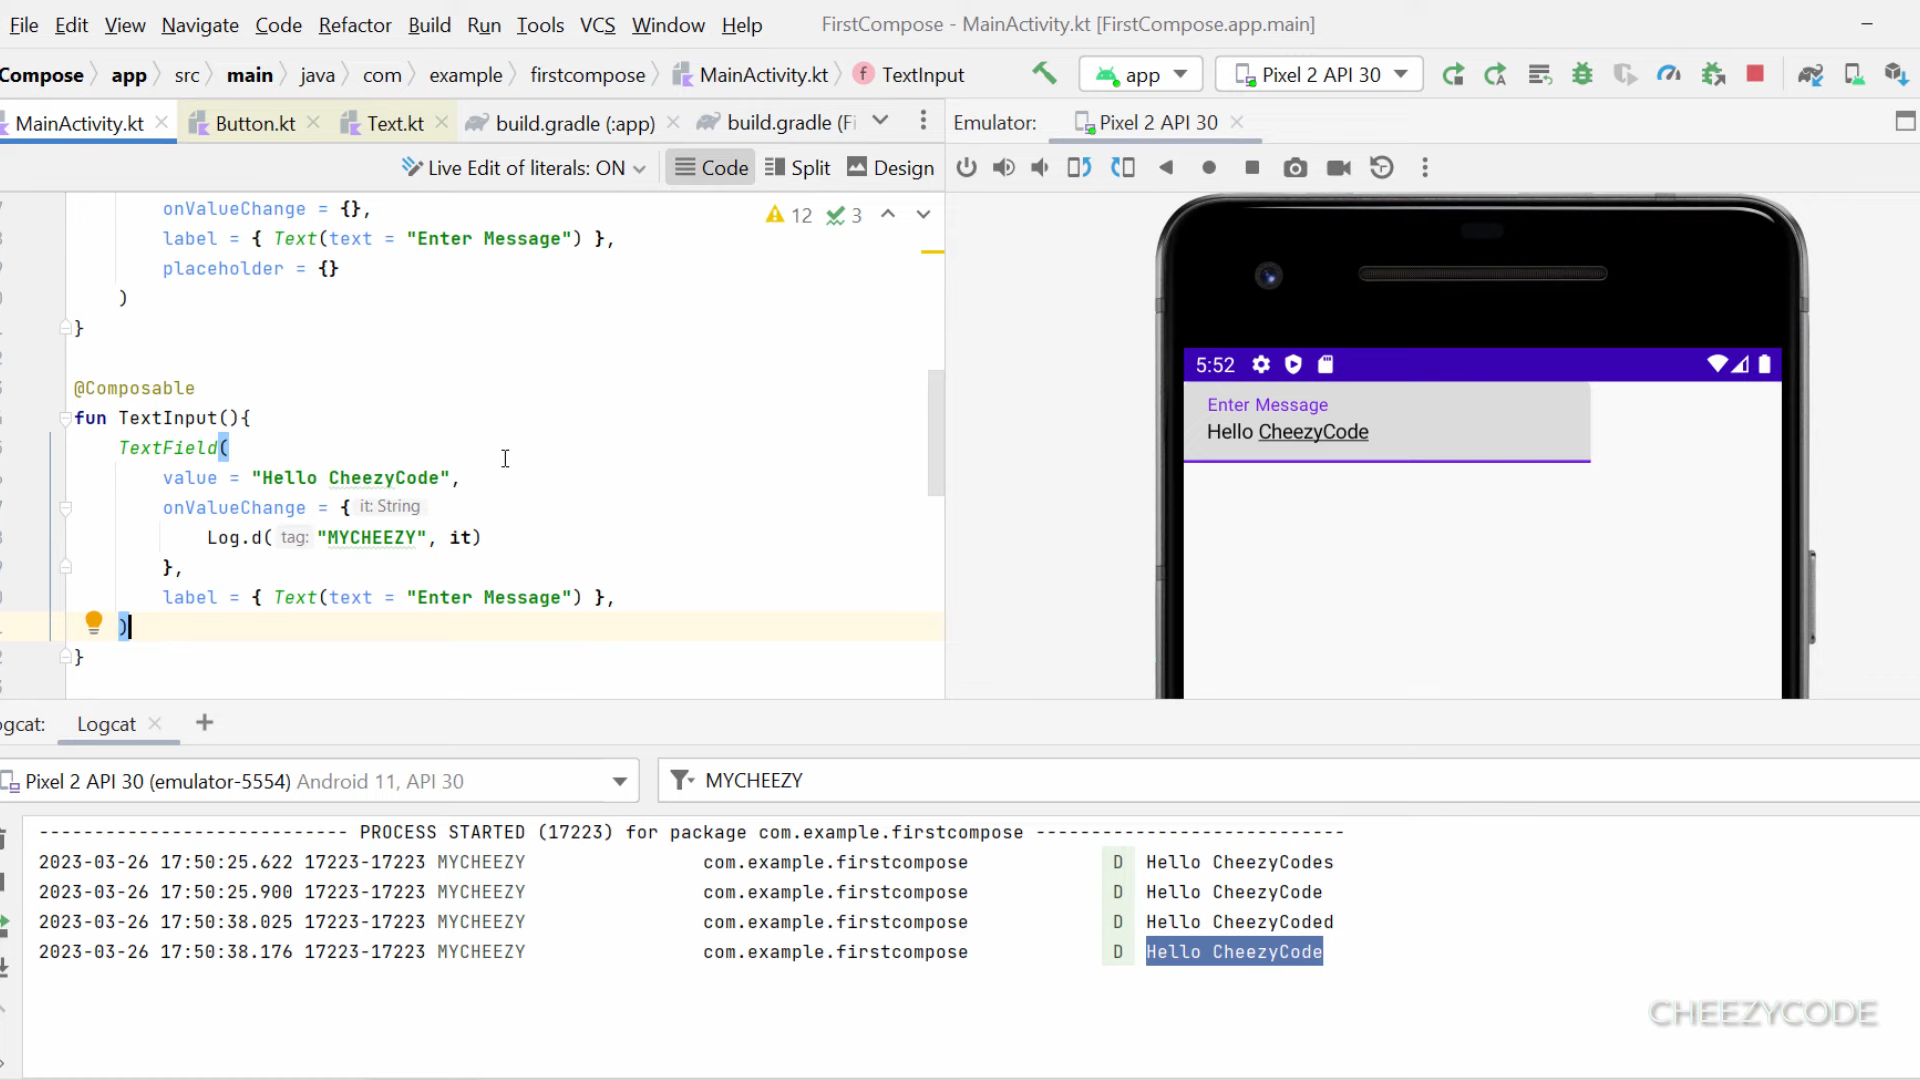 File Edit View Navigate Code Refactor Build Run Tools VCS Window Help FirstCompose - MainActivity.kt [FirstCompose.app.main]
Compose app src main java com example firstcompose MainActivity.kt TextInput app Pixel 2 API 30
MainActivity.kt Button.kt Text.kt build.gradle (:app) build.gradle (Fi Emulator: Pixel 2 API 30
Live Edit of literals: ON Code Split Design
onValueChange = {},
12 3
label = { Text(text = "Enter Message") },
placeholder = {}
)
}
@Composable
fun TextInput(){
TextField(
value = "Hello CheezyCode",
onValueChange = { it: String
Log.d( tag: "MYCHEEZY", it)
},
label = { Text(text = "Enter Message") },
)
}
5:52
Enter Message
Hello CheezyCode
ogcat: Logcat
Pixel 2 API 30 (emulator-5554) Android 11, API 30 MYCHEEZY
--------------------------- PROCESS STARTED (17223) for package com.example.firstcompose ----------------------------
2023-03-26 17:50:25.622 17223-17223 MYCHEEZY com.example.firstcompose D Hello CheezyCodes
2023-03-26 17:50:25.900 17223-17223 MYCHEEZY com.example.firstcompose D Hello CheezyCode
2023-03-26 17:50:38.025 17223-17223 MYCHEEZY com.example.firstcompose D Hello CheezyCoded
2023-03-26 17:50:38.176 17223-17223 MYCHEEZY com.example.firstcompose D Hello CheezyCode
CHEEZYCODE